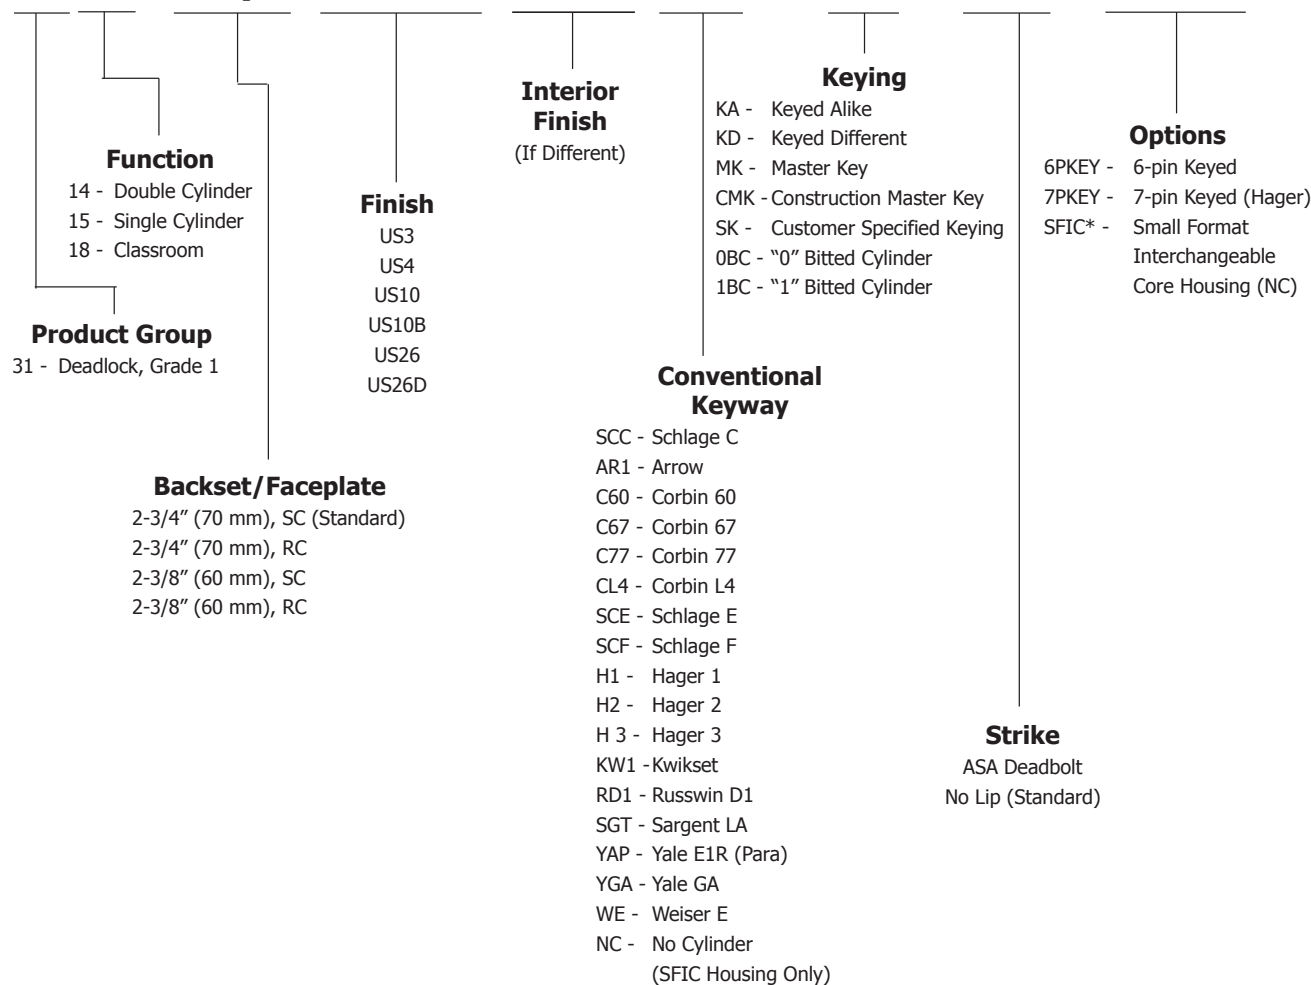 Function
14 - Double Cylinder
15 - Single Cylinder
18 - Classroom
Product Group
31 - Deadlock, Grade 1
Backset/Faceplate
2-3/4” (70 mm), SC (Standard)
2-3/4” (70 mm), RC
2-3/8” (60 mm), SC
2-3/8” (60 mm), RC
Finish
US3
US4
US10
US10B
US26
US26D
Interior
Finish
(If Different)
Conventional
Keyway
SCC - Schlage C
AR1 - Arrow
C60 - Corbin 60
C67 - Corbin 67
C77 - Corbin 77
CL4 - Corbin L4
SCE - Schlage E
SCF - Schlage F
H1 - Hager 1
H2 - Hager 2
H 3 - Hager 3
KW1 -Kwikset
RD1 - Russwin D1
SGT - Sargent LA
YAP - Yale E1R (Para)
YGA - Yale GA
WE - Weiser E
NC - No Cylinder
(SFIC Housing Only)
Keying
KA - Keyed Alike
KD - Keyed Different
MK - Master Key
CMK - Construction Master Key
SK - Customer Specified Keying
0BC - “0” Bitted Cylinder
1BC - “1” Bitted Cylinder
Strike
ASA Deadbolt
No Lip (Standard)
Options
6PKEY - 6-pin Keyed
7PKEY - 7-pin Keyed (Hager)
SFIC* - Small Format
Interchangeable
Core Housing (NC)